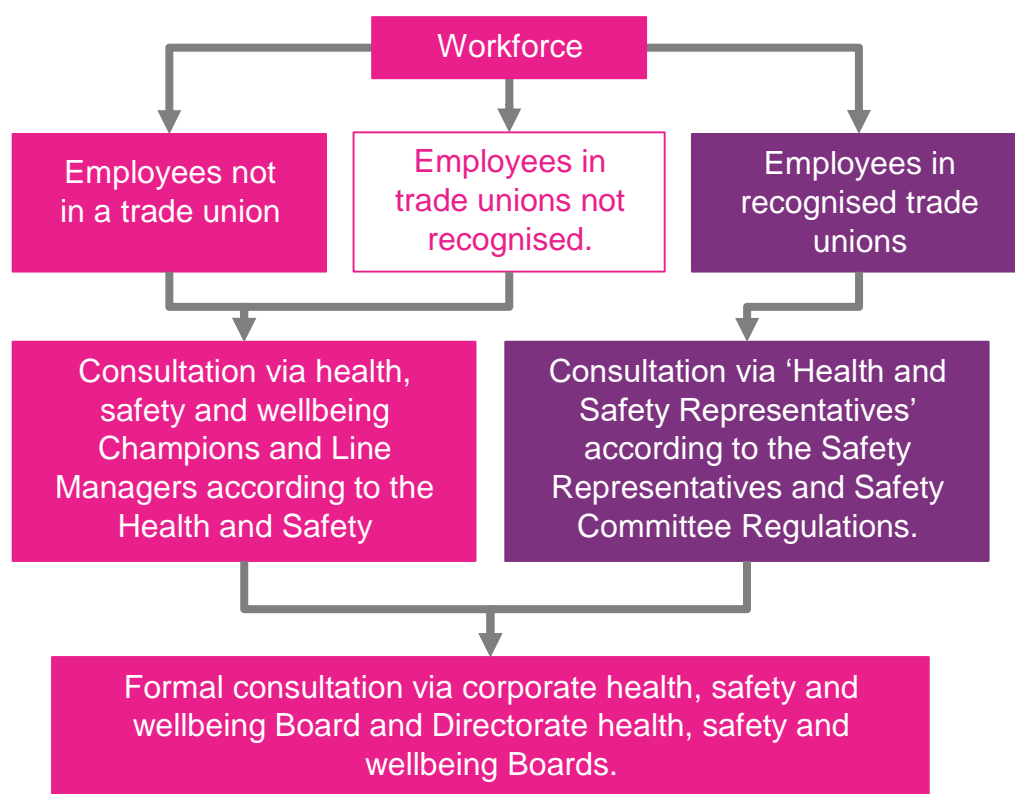 Workforce
Employees not
in a trade union
Employees in
trade unions not
recognised.
Employees in
recognised trade
unions
Consultation via health,
safety and wellbeing
Champions and Line
Managers according to the
Health and Safety
Consultation via ‘Health and
Safety Representatives’
according to the Safety
Representatives and Safety
Committee Regulations.
Formal consultation via corporate health, safety and
wellbeing Board and Directorate health, safety and
wellbeing Boards.